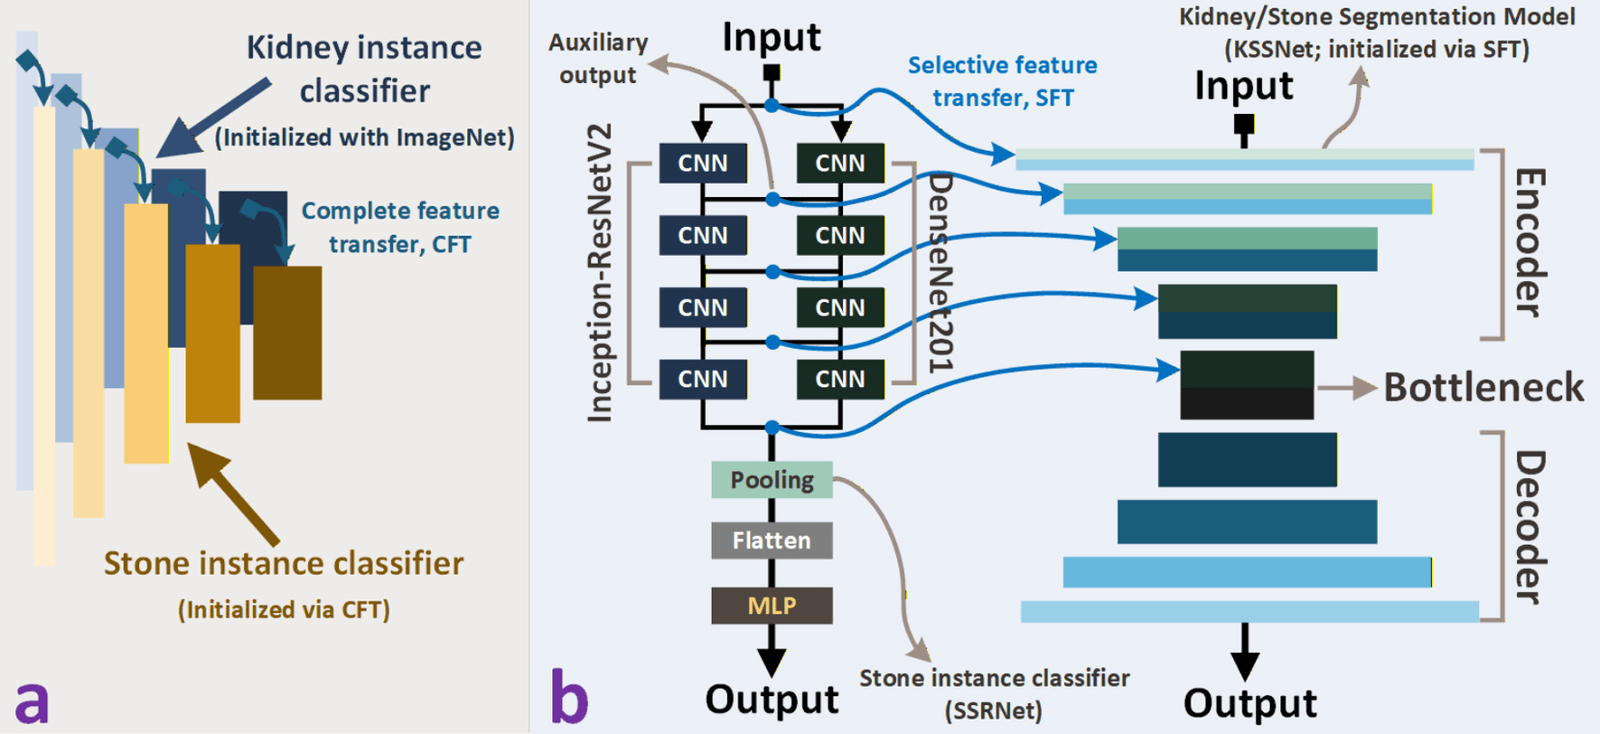 Kidney instance
classifier
(Initialized with ImageNet)
Complete feature
transfer, CFT
Stone instance classifier
(Initialized via CFT)
a
Auxiliary
output
Input
Selective feature
transfer, SFT
Inception-ResNetV2
CNN CNN
CNN CNN
CNN CNN
CNN CNN
DenseNet201
Pooling
Flatten
MLP
Output
Stone instance classifier
(SSRNet)
Kidney/Stone Segmentation Model
(KSSNet; initialized via SFT)
Input
Encoder
Bottleneck
Decoder
Output
b